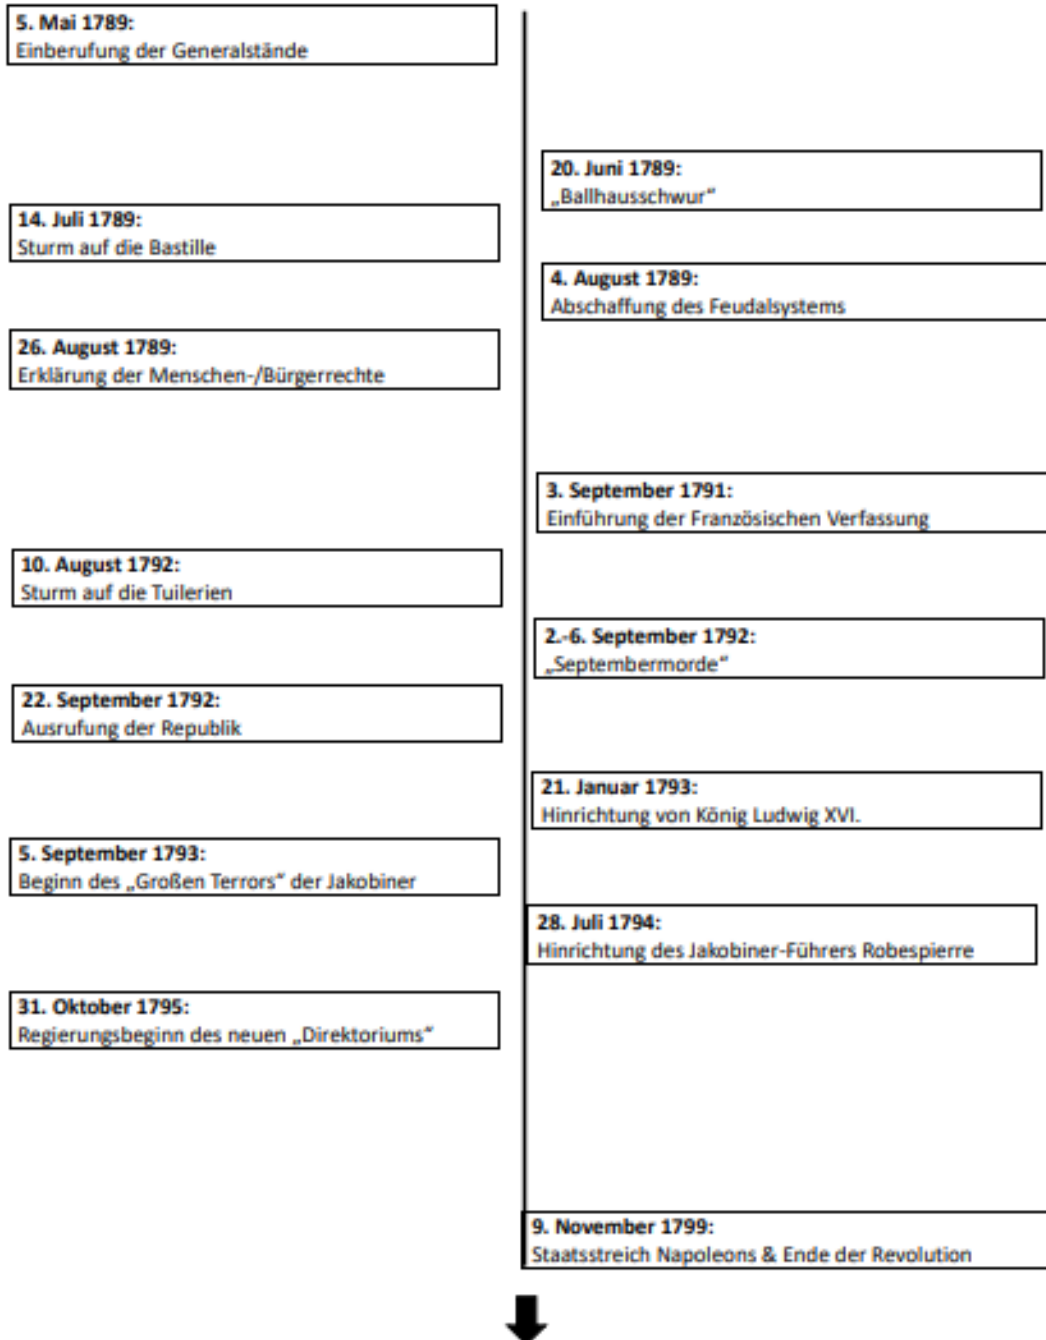 5. Mai 1789:
Einberufung der Generalstände
20. Juni 1789:
„Ballhausschwur“
14. Juli 1789:
Sturm auf die Bastille
4. August 1789:
Abschaffung des Feudalsystems
26. August 1789:
Erklärung der Menschen-/Bürgerrechte
3. September 1791:
Einführung der Französischen Verfassung
10. August 1792:
Sturm auf die Tuilerien
2.-6. September 1792:
„Septembermorde“
22. September 1792:
Ausrufung der Republik
21. Januar 1793:
Hinrichtung von König Ludwig XVI.
5. September 1793:
Beginn des „Großen Terrors“ der Jakobiner
28. Juli 1794:
Hinrichtung des Jakobiner-Führers Robespierre
31. Oktober 1795:
Regierungsbeginn des neuen „Direktoriums“
9. November 1799:
Staatsstreich Napoleons & Ende der Revolution